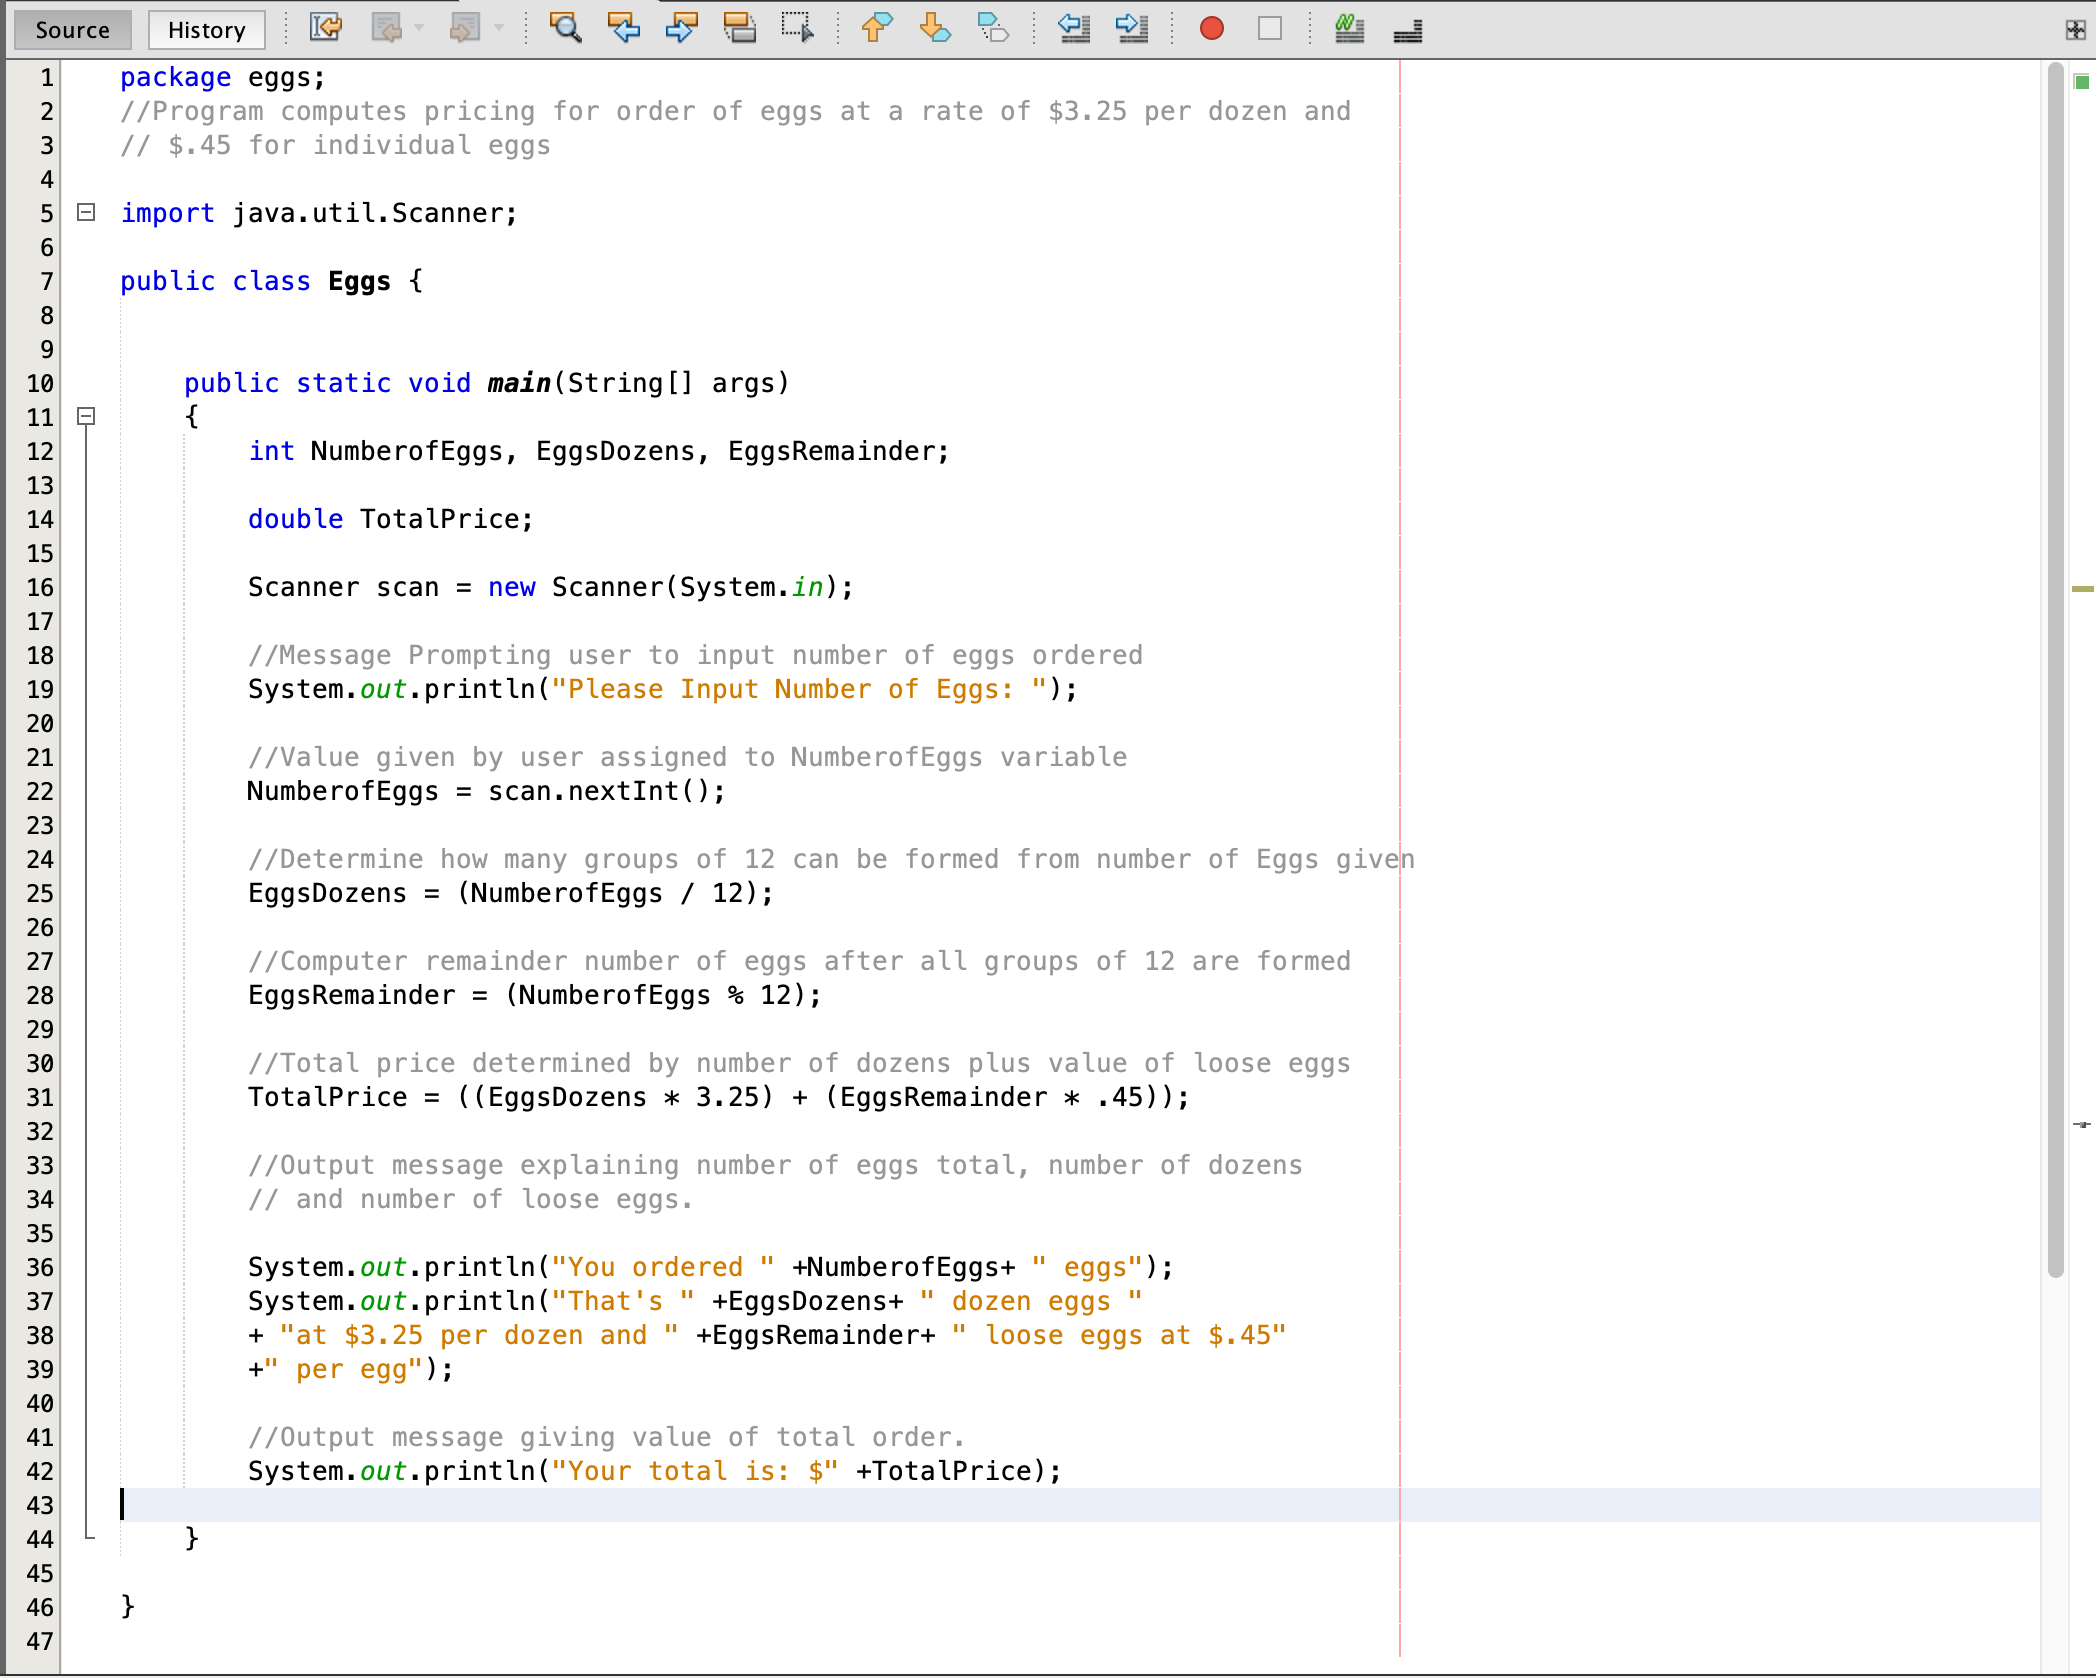 Source History
1 package eggs;
2 //Program computes pricing for order of eggs at a rate of $3.25 per dozen and
3 // $.45 for individual eggs
4
5 import java.util.Scanner;
6
7 public class Eggs {
8
9
10 public static void main(String[] args)
11 {
12 int NumberofEggs, EggsDozens, EggsRemainder;
13
14 double TotalPrice;
15
16 Scanner scan = new Scanner(System.in);
17
18 //Message Prompting user to input number of eggs ordered
19 System.out.println("Please Input Number of Eggs: ");
20
21 //Value given by user assigned to NumberofEggs variable
22 NumberofEggs = scan.nextInt();
23
24 //Determine how many groups of 12 can be formed from number of Eggs given
25 EggsDozens = (NumberofEggs / 12);
26
27 //Computer remainder number of eggs after all groups of 12 are formed
28 EggsRemainder = (NumberofEggs % 12);
29
30 //Total price determined by number of dozens plus value of loose eggs
31 TotalPrice = ((EggsDozens * 3.25) + (EggsRemainder * .45));
32
33 //Output message explaining number of eggs total, number of dozens
34 // and number of loose eggs.
35
36 System.out.println("You ordered " +NumberofEggs+ " eggs");
37 System.out.println("That's " +EggsDozens+ " dozen eggs "
38 + "at $3.25 per dozen and " +EggsRemainder+ " loose eggs at $.45"
39 +" per egg");
40
41 //Output message giving value of total order.
42 System.out.println("Your total is: $" +TotalPrice);
43
44 }
45
46 }
47